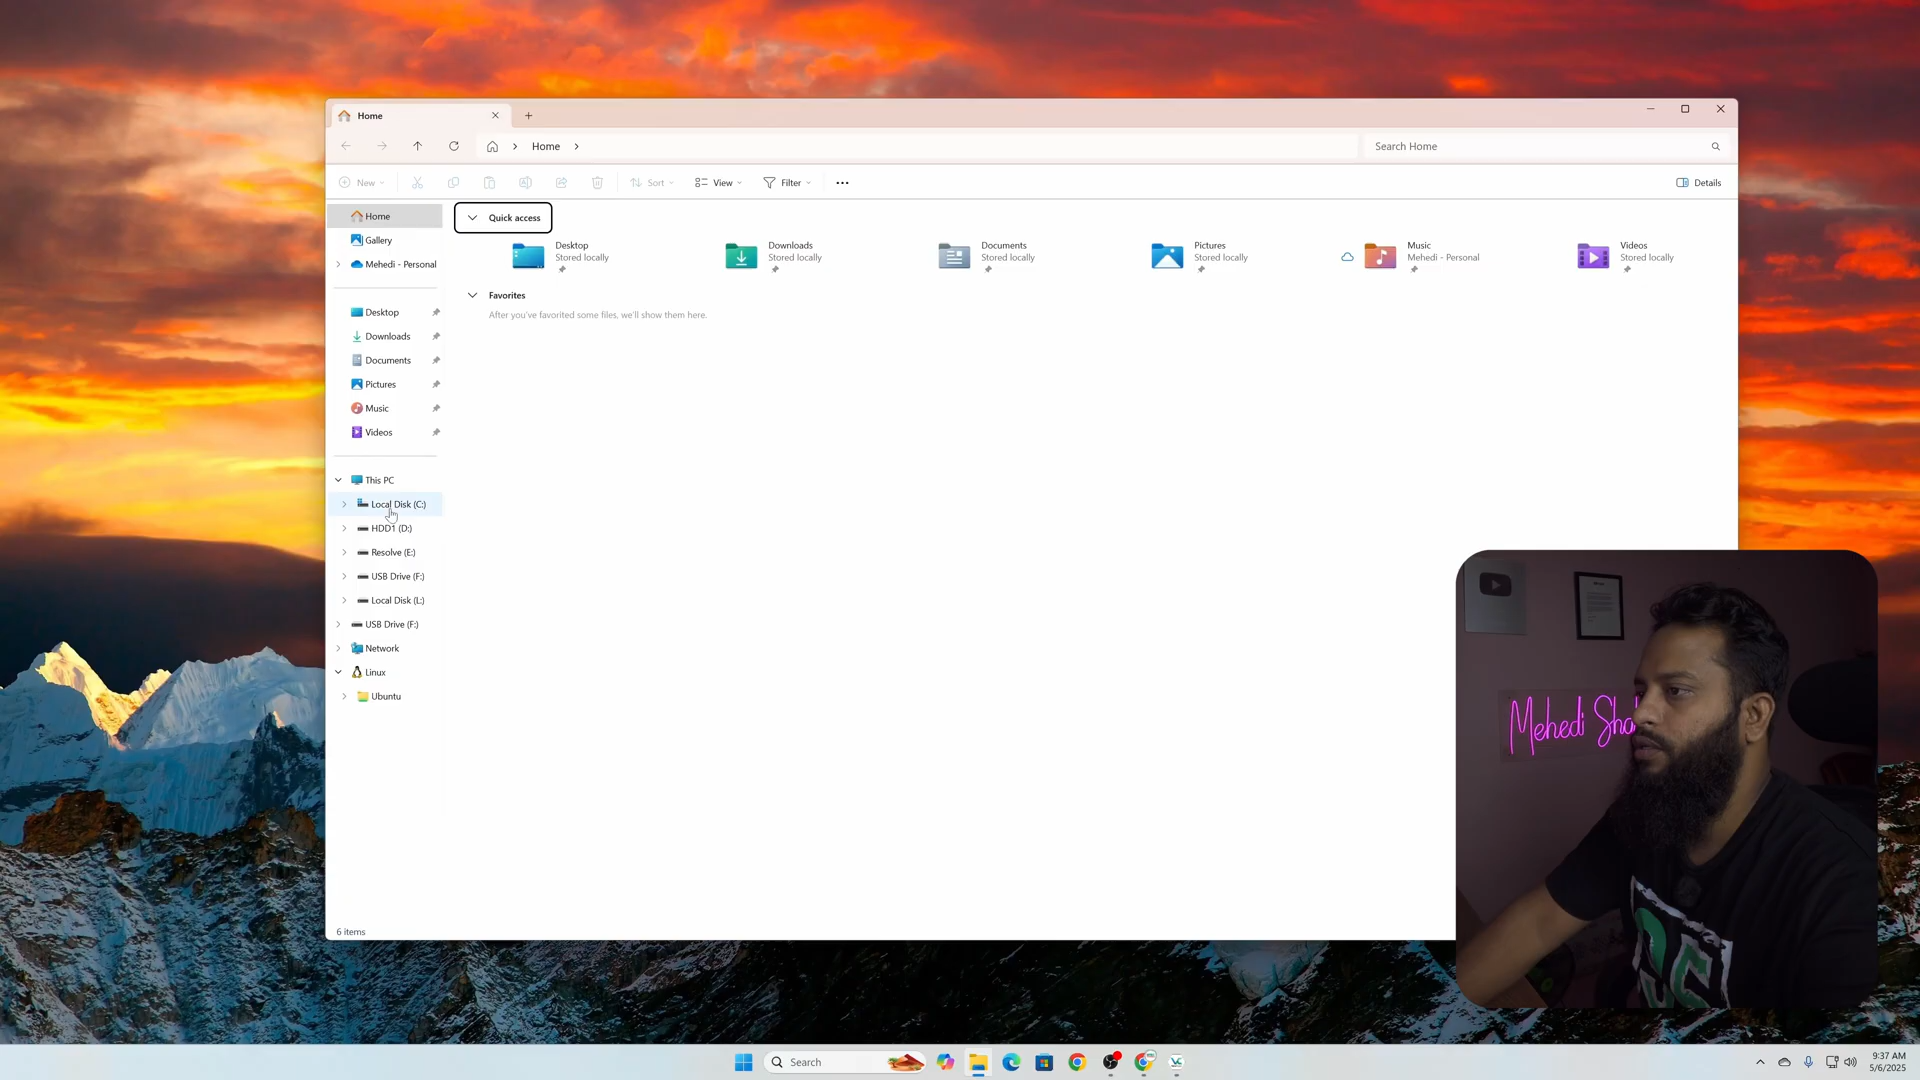 Home
Home
Search Home
New
Sort
View
Filter
Details
Home
Gallery
Mehedi - Personal
Desktop
Downloads
Documents
Pictures
Music
Videos
This PC
Local Disk (C:)
HDD1 (D:)
Resolve (E:)
USB Drive (F:)
Local Disk (L:)
USB Drive (F:)
Network
Linux
Ubuntu
Quick access
Desktop
Stored locally
Downloads
Stored locally
Documents
Stored locally
Pictures
Stored locally
Music
Mehedi - Personal
Videos
Stored locally
Favorites
After you've favorited some files, we'll show them here.
6 items
Mehedi Sha
Search
9:37 AM
5/6/2025